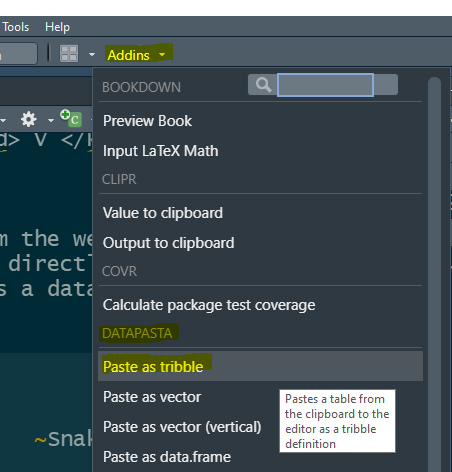 Tools Help
Addins
BOOKDOWN
Preview Book
Input LaTeX Math
CLIPR
Value to clipboard
m the we
Output to clipboard
directl
COVR
s a data
Calculate package test coverage
DATAPASTA
Paste as tribble
Paste as vector
Pastes a table from
the clipboard to the
editor as a tribble
definition
Paste as vector (vertical)
~Snak
Paste as data.frame